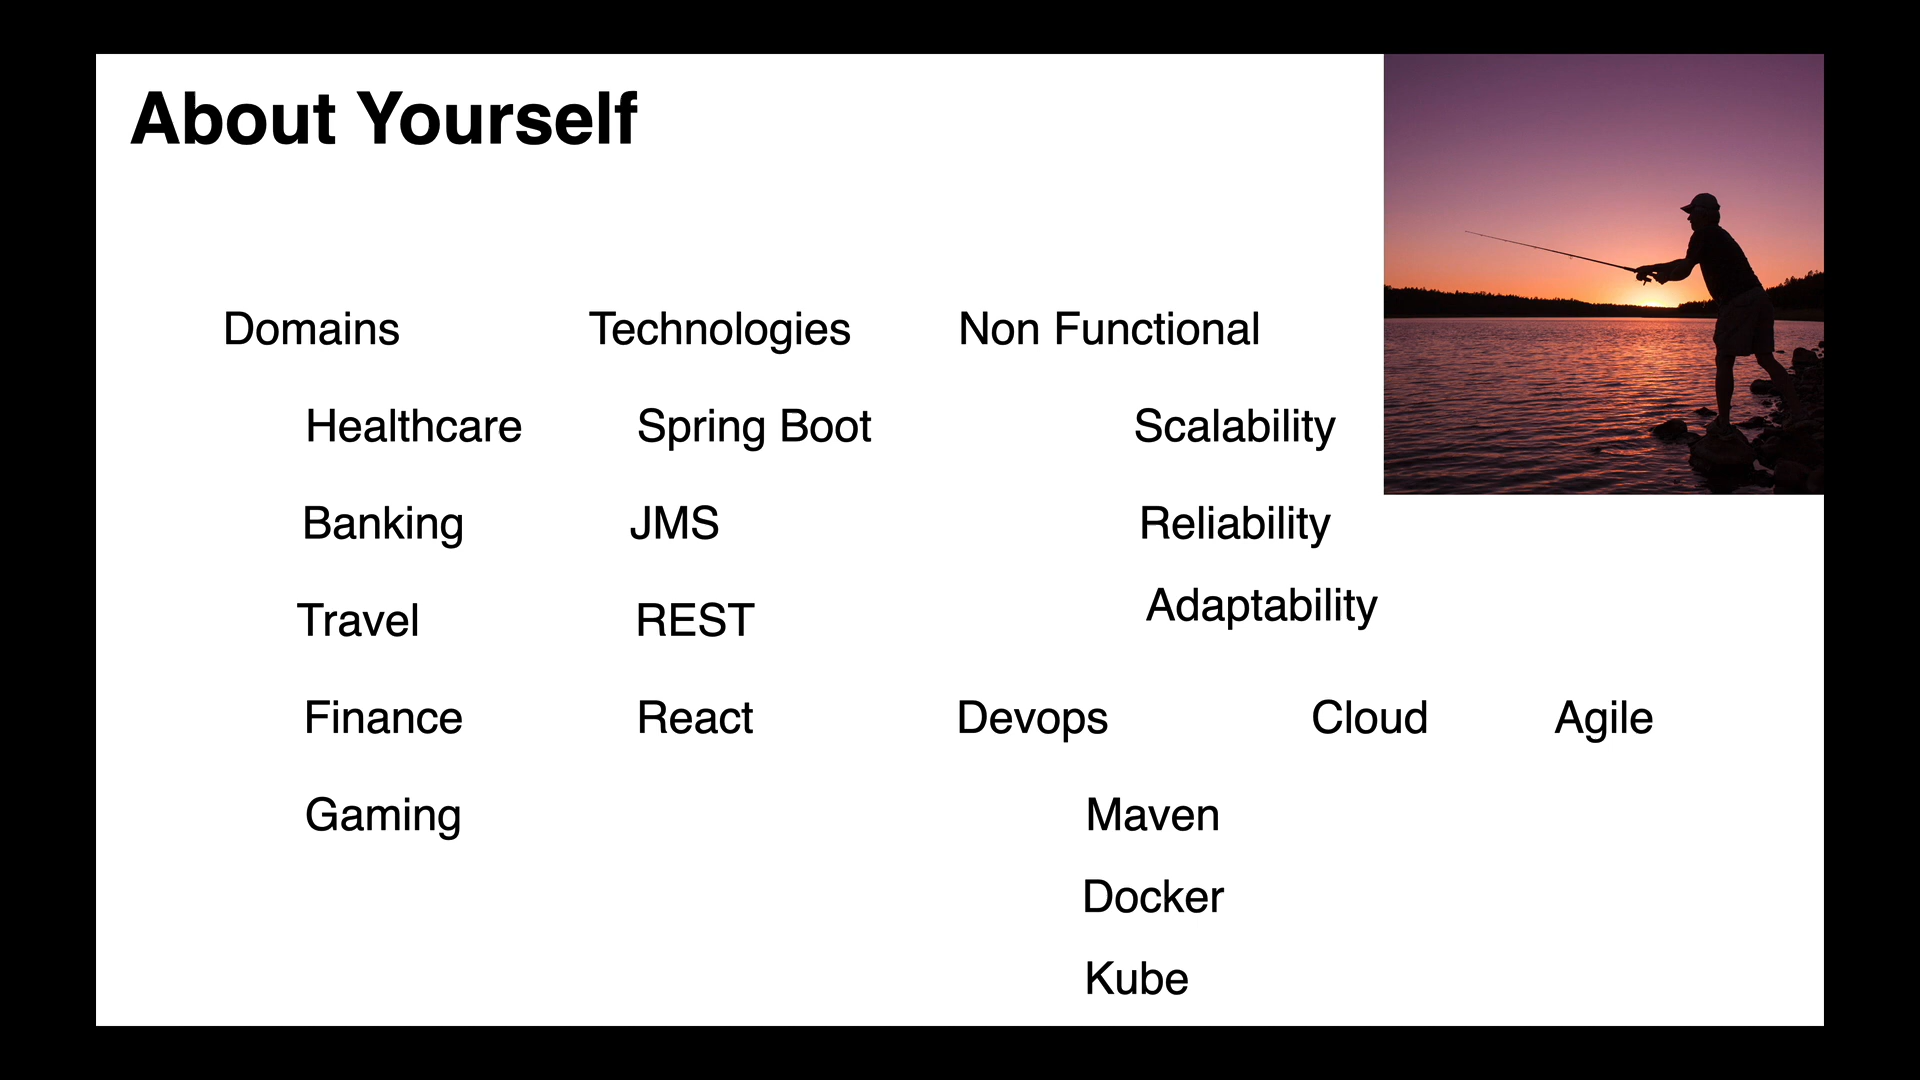 About Yourself
Domains
Healthcare
Banking
Travel
Finance
Gaming
Technologies
Spring Boot
JMS
REST
React
Non Functional
Scalability
Reliability
Adaptability
Devops
Maven
Docker
Kube
Cloud
Agile